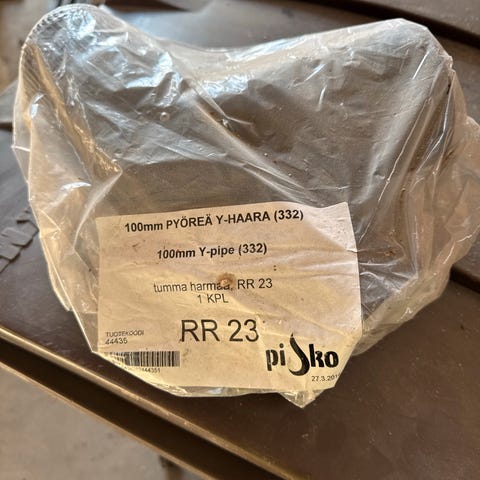 100mm PYÖREÄ Y-HAARA (332)
100mm Y-pipe (332)
tumma harmaa, RR 23
1 KPL
TUOTEKOODI
44435
RR 23
piSko